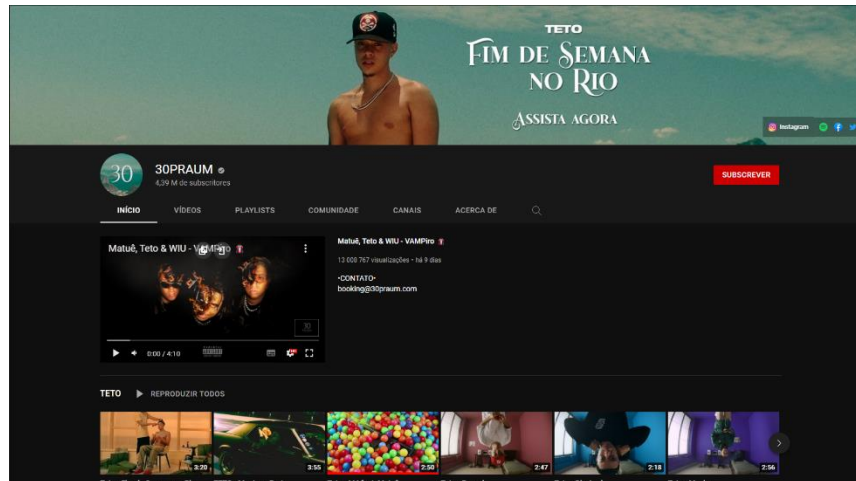 TETO
FIM DE SEMANA
NO RIO
ASSISTA AGORA
Instagram
30
30PRAUM
4,39 M de subscritores
SUBSCREVER
INÍCIO VÍDEOS PLAYLISTS COMUNIDADE CANAIS ACERCA DE
Matuê, Teto & WIU - VAMPiro
Matuê, Teto & WIU - VAMPiro
13 008 767 visualizações • há 9 dias
•CONTATO•
booking@30praum.com
30
0:00 / 4:10
TETO REPRODUZIR TODOS
3:20 3:55 2:50 2:47 2:18 2:56